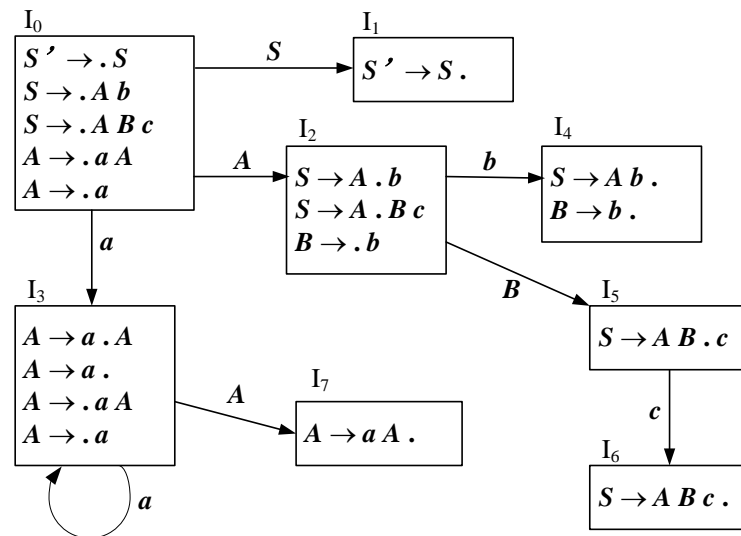 I₀
S′ → . S
S → . A b
S → . A B c
A → . a A
A → . a
S
I₁
S′ → S .
A
I₂
S → A . b
S → A . B c
B → . b
b
I₄
S → A b .
B → b .
a
B
I₃
A → a . A
A → a .
A → . a A
A → . a
a
A
I₇
A → a A .
I₅
S → A B . c
c
I₆
S → A B c .